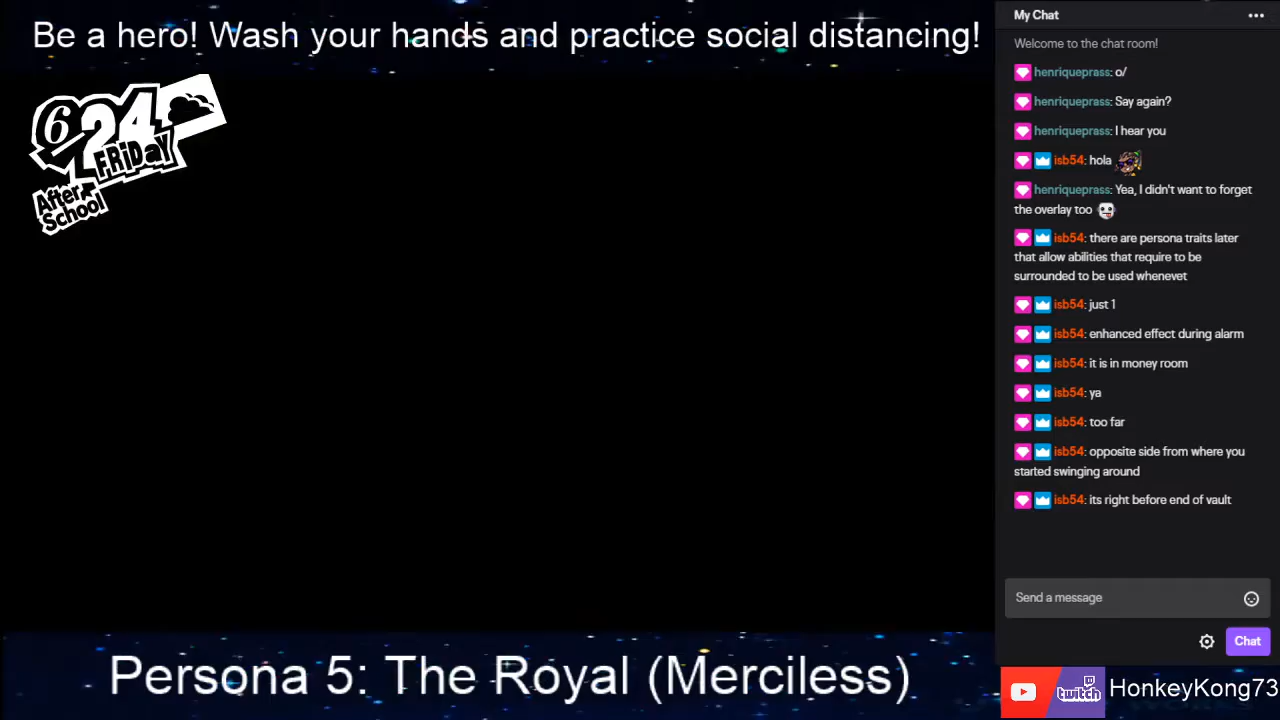 Be a hero! Wash your hands and practice social distancing!
6/24
FRiDaY
After
School
My Chat
Welcome to the chat room!
henriqueprass: o/
henriqueprass: Say again?
henriqueprass: I hear you
isb54: hola
henriqueprass: Yea, I didn't want to forget
the overlay too
isb54: there are persona traits later
that allow abilities that require to be
surrounded to be used whenevet
isb54: just 1
isb54: enhanced effect during alarm
isb54: it is in money room
isb54: ya
isb54: too far
isb54: opposite side from where you
started swinging around
isb54: its right before end of vault
Send a message
Chat
Persona 5: The Royal (Merciless)
twitch
HonkeyKong73